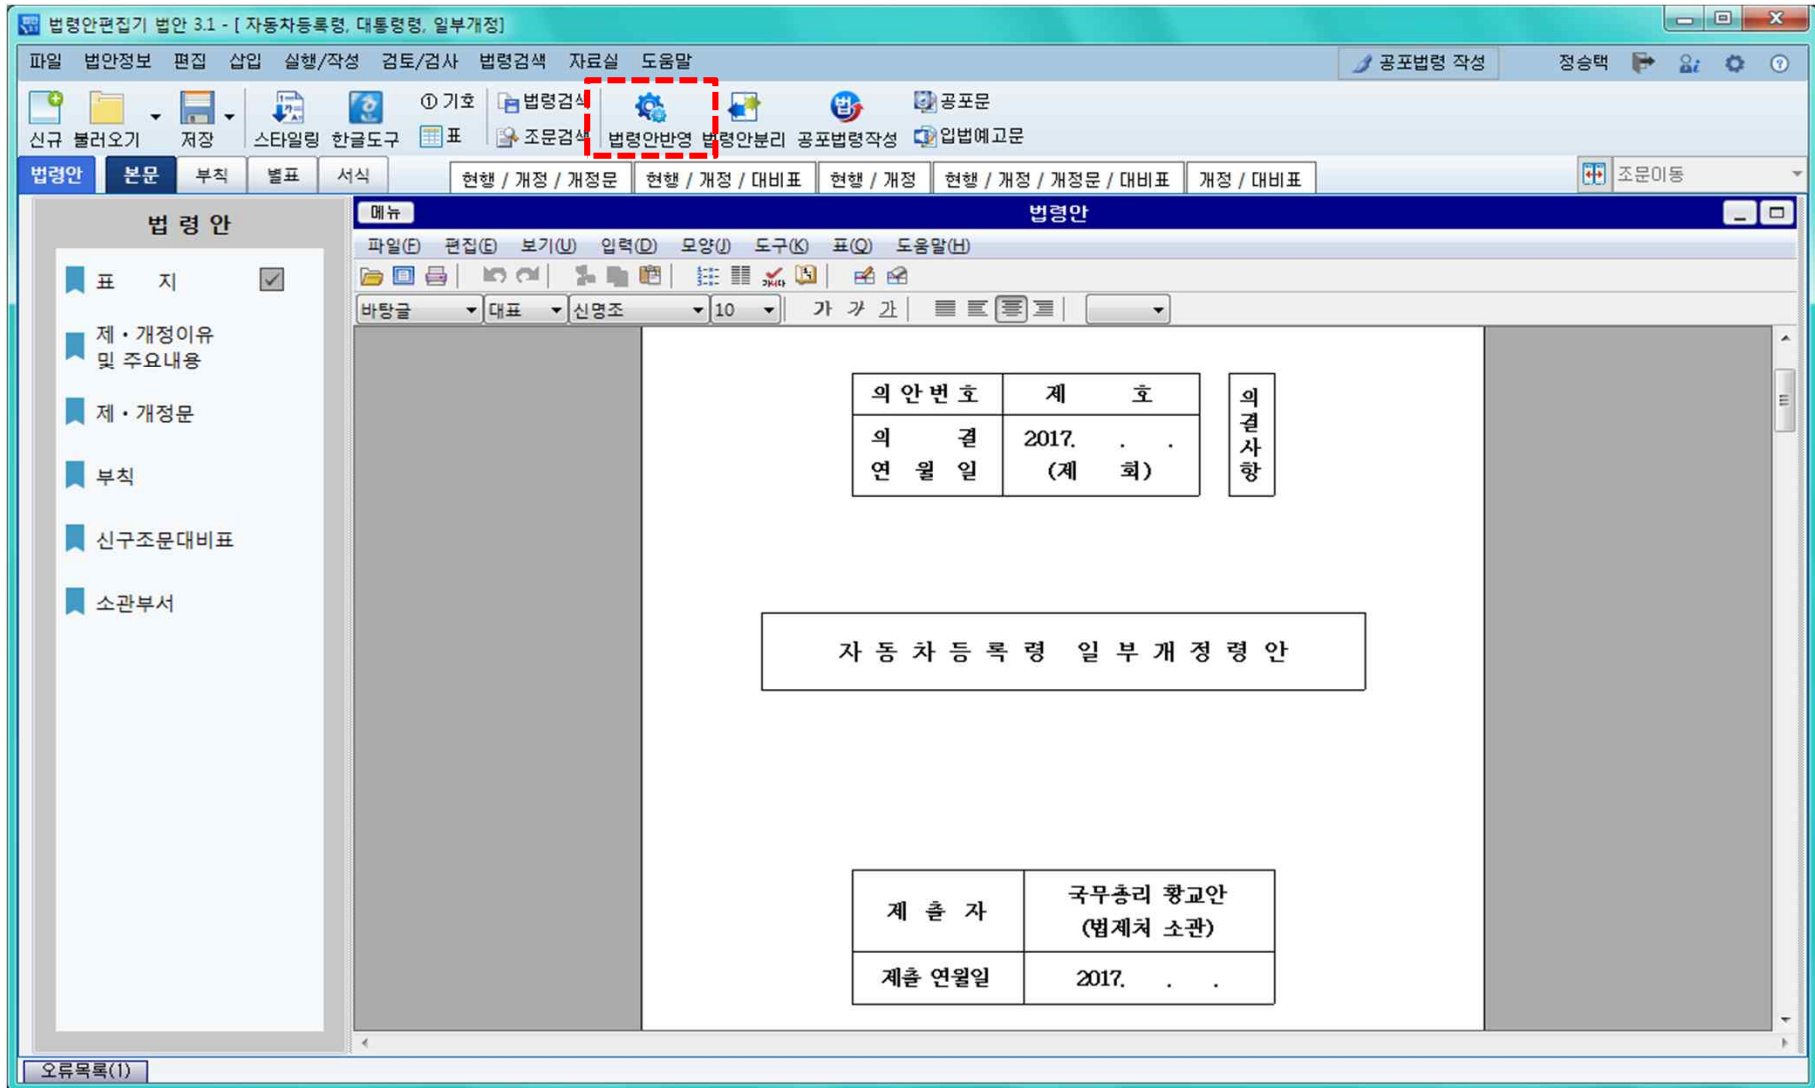 법령안편집기 법안 3.1 - [ 자동차등록령, 대통령령, 일부개정]
파일 법안정보 편집 삽입 실행/작성 검토/검사 법령검색 자료실 도움말 공포법령 작성 정승택
① 기호 법령검색 공포문
신규 불러오기 저장 스타일링 한글도구 표 조문검색 법령안반영 법령안분리 공포법령작성 입법예고문
법령안 본문 부칙 별표 서식 현행 / 개정 / 개정문 현행 / 개정 / 대비표 현행 / 개정 현행 / 개정 / 개정문 / 대비표 개정 / 대비표 조문이동
법 령 안
표 지
제・개정이유
및 주요내용
제・개정문
부칙
신구조문대비표
소관부서
메뉴 법령안
파일(F) 편집(E) 보기(U) 입력(D) 모양(J) 도구(K) 표(Q) 도움말(H)
바탕글 대표 신명조 10 가 가 가
의 안 번 호 제 호
의 결 2017. . .
연 월 일 (제 회)
의
결
사
항
자 동 차 등 록 령 일 부 개 정 령 안
제 출 자 국무총리 황교안
(법제처 소관)
제출 연월일 2017. . .
오류목록(1)